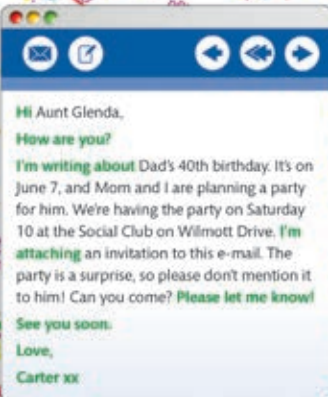 Hi Aunt Glenda,
How are you?
I'm writing about Dad's 40th birthday. It's on
June 7, and Mom and I are planning a party
for him. We're having the party on Saturday
10 at the Social Club on Wilmott Drive. I'm
attaching an invitation to this e-mail. The
party is a surprise, so please don't mention it
to him! Can you come? Please let me know!
See you soon.
Love,
Carter xx